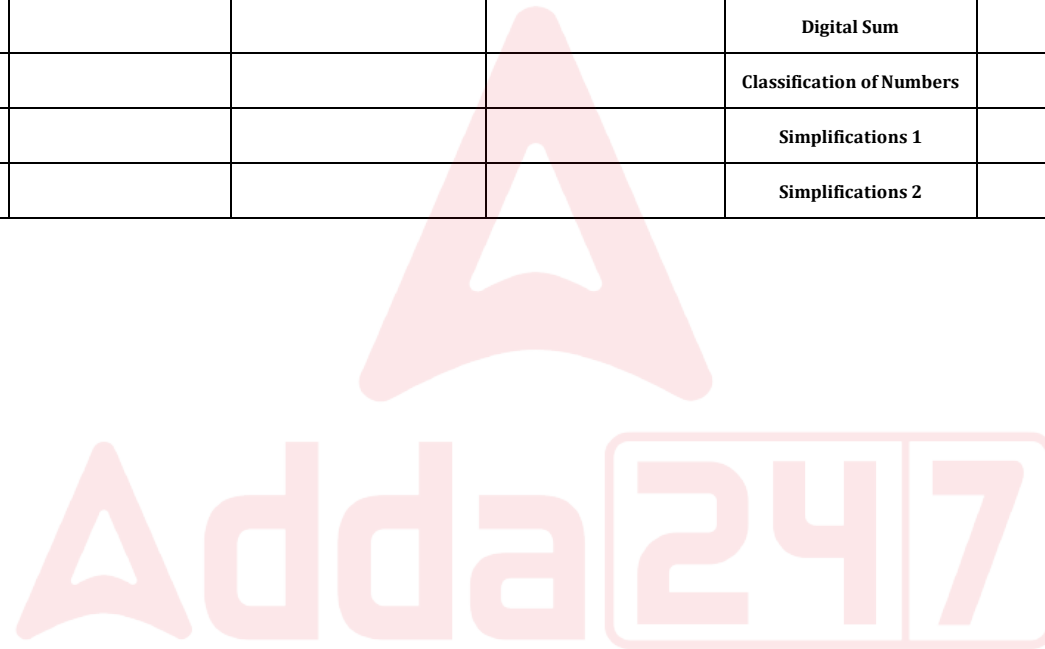 Digital Sum
Classification of Numbers
Simplifications 1
Simplifications 2
Adda247